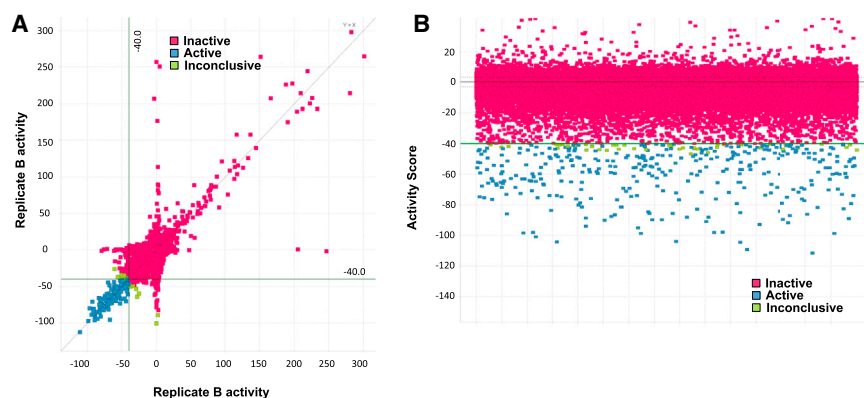 A
B
-40.0
Y = X
Inactive
Active
Inconclusive
300
250
200
150
100
50
0
-50
-100
Replicate B activity
-40.0
-100
-50
0
50
100
150
200
250
300
Replicate B activity
20
0
-20
-40
-60
-80
-100
-120
-140
Activity Score
Inactive
Active
Inconclusive